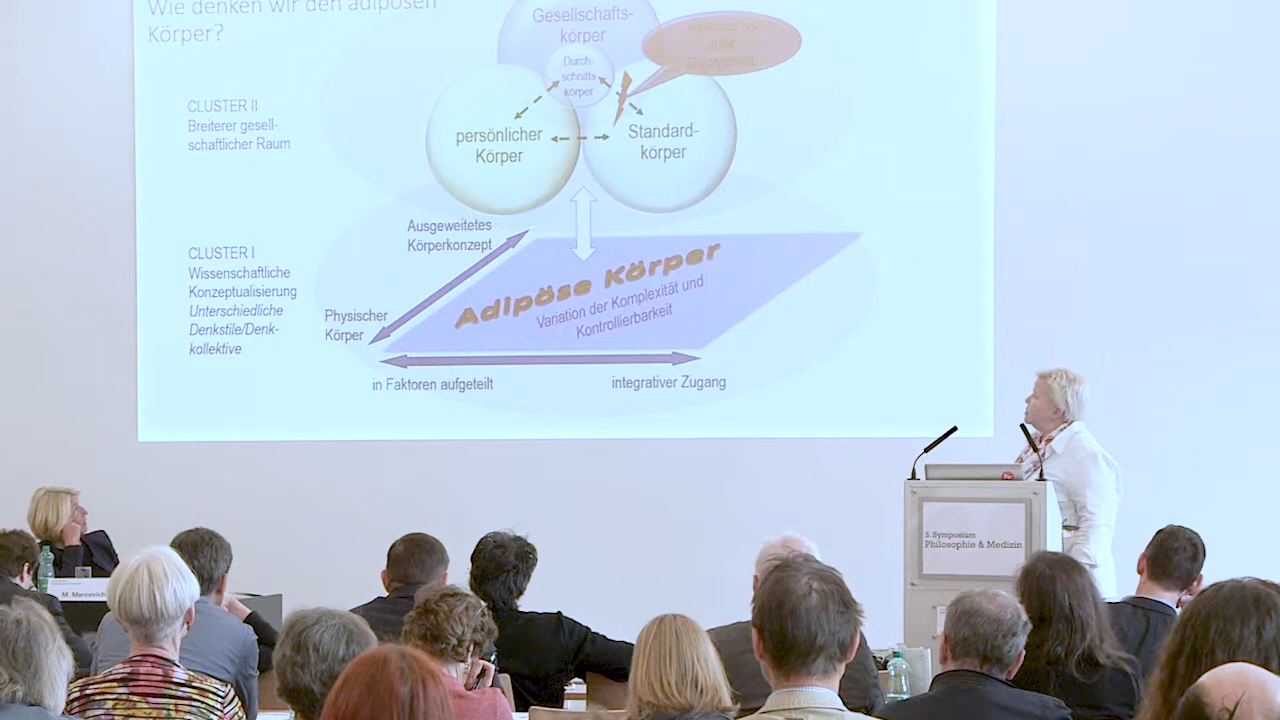 Wie denken wir den adipösen
Körper?
Gesellschafts-
körper
Durch-
schnitts
körper
CLUSTER II
Breiterer gesell-
schaftlicher Raum
persönlicher
Körper
Standard-
körper
Ausgeweitetes
Körperkonzept
CLUSTER I
Wissenschaftliche
Konzeptualisierung
Unterschiedliche
Denkstile/Denk-
kollektive
Physischer
Körper
Adipöse Körper
Variation der Komplexität und
Kontrollierbarkeit
in Faktoren aufgeteilt
integrativer Zugang
3. Symposium
Philosophie & Medizin
M. Marcovich